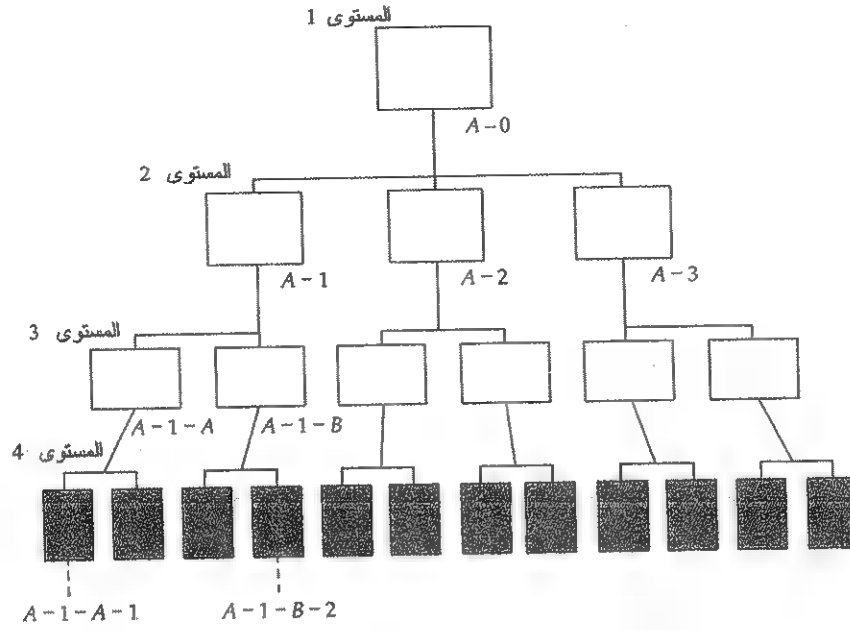 المستوى 1
A-0
المستوى 2
A-1
A-2
A-3
المستوى 3
A-1-A
A-1-B
المستوى 4
A-1-A-1
A-1-B-2